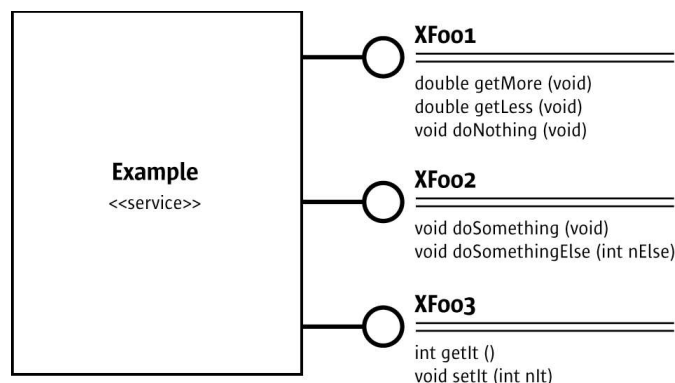 Example
<<service>>
XFoo1
double getMore (void)
double getLess (void)
void doNothing (void)
XFoo2
void doSomething (void)
void doSomethingElse (int nElse)
XFoo3
int getIt ()
void setIt (int nIt)